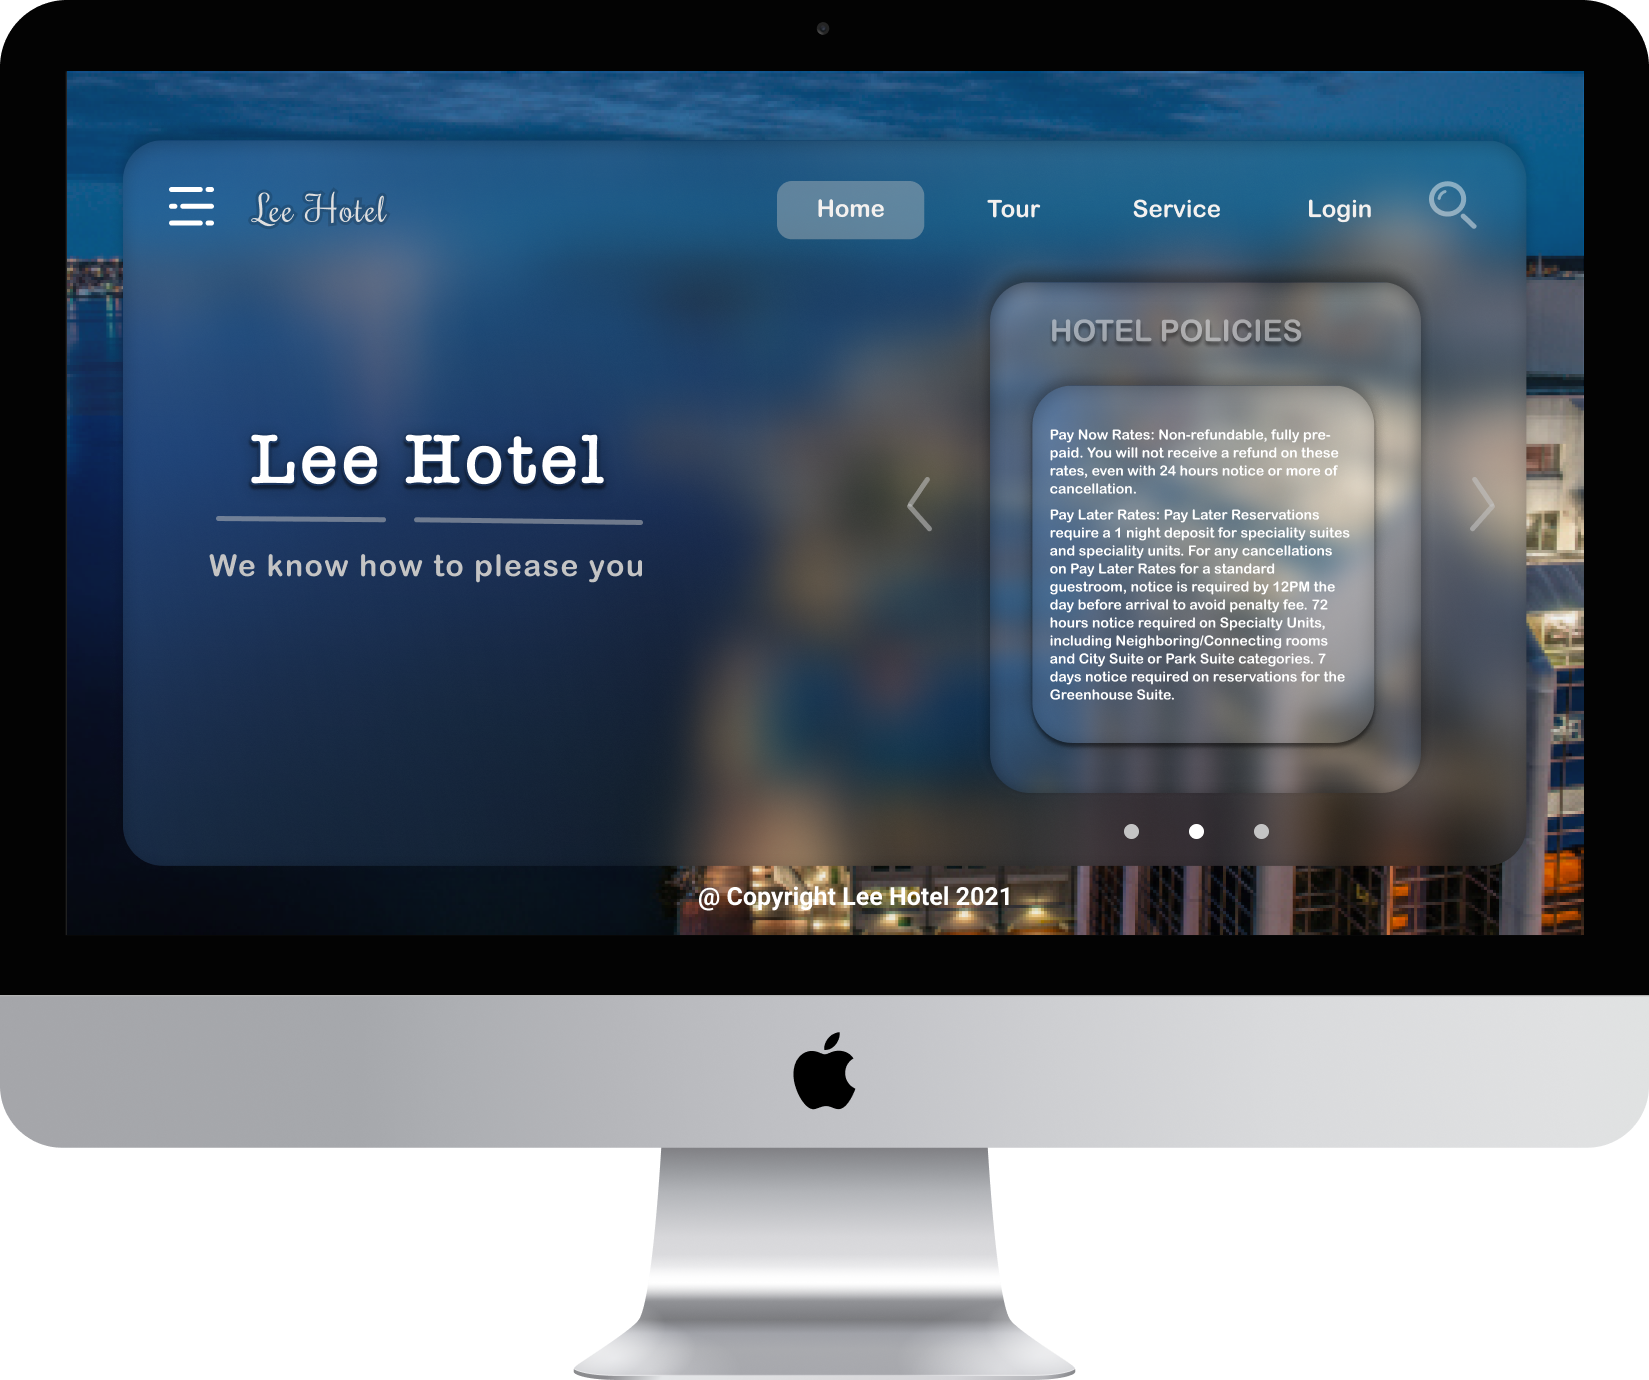 Lee Hotel
Home
Tour
Service
Login
HOTEL POLICIES
Pay Now Rates: Non-refundable, fully pre-
paid. You will not receive a refund on these
rates, even with 24 hours notice or more of
cancellation.
Pay Later Rates: Pay Later Reservations
require a 1 night deposit for speciality suites
and speciality units. For any cancellations
on Pay Later Rates for a standard
guestroom, notice is required by 12PM the
day before arrival to avoid penalty fee. 72
hours notice required on Specialty Units,
including Neighboring/Connecting rooms
and City Suite or Park Suite categories. 7
days notice required on reservations for the
Greenhouse Suite.
Lee Hotel
We know how to please you
@ Copyright Lee Hotel 2021